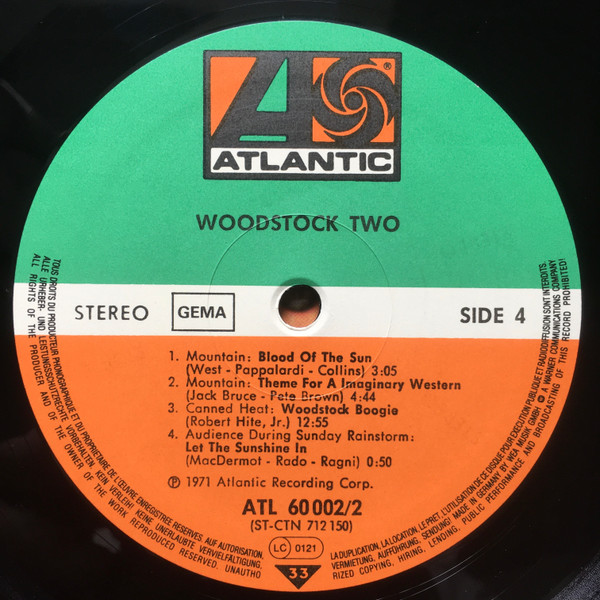 ATLANTIC
®
WOODSTOCK TWO
STEREO
GEMA
SIDE 4
1. Mountain: Blood Of The Sun
(West - Pappalardi - Collins) 3:05
2. Mountain: Theme For A Imaginary Western
(Jack Bruce - Pete Brown) 4:44
3. Canned Heat: Woodstock Boogie
(Robert Hite, Jr.) 12:55
4. Audience During Sunday Rainstorm:
Let The Sunshine In
(MacDermot - Rado - Ragni) 0:50
℗ 1971 Atlantic Recording Corp.
ATL 60 002/2
(ST-CTN 712 150)
LC 0121
33
TOUS DROITS DU PRODUCTEUR PHONOGRAPHIQUE ET DU PROPRIETAIRE DE L'ŒUVRE ENREGISTREE RESERVES. SAUF AUTORISATION, LA DUPLICATION, LA LOCATION, LE PRET, L'UTILISATION DE CE DISQUE POUR EXECUTION PUBLIQUE ET RADIODIFFUSION SONT INTERDITS.
ALLE URHEBER- UND LEISTUNGSSCHUTZRECHTE VORBEHALTEN. KEIN VERLEIH! KEINE UNERLAUBTE VERVIELFÄLTIGUNG, VERMIETUNG, AUFFÜHRUNG, SENDUNG! MADE IN GERMANY BY WEA MUSIK GMBH ⊙ A WARNER COMMUNICATIONS COMPANY
ALL RIGHTS OF THE PRODUCER AND OF THE OWNER OF THE WORK REPRODUCED RESERVED. UNAUTHORIZED COPYING, HIRING, LENDING, PUBLIC PERFORMANCE AND BROADCASTING OF THIS RECORD PROHIBITED!